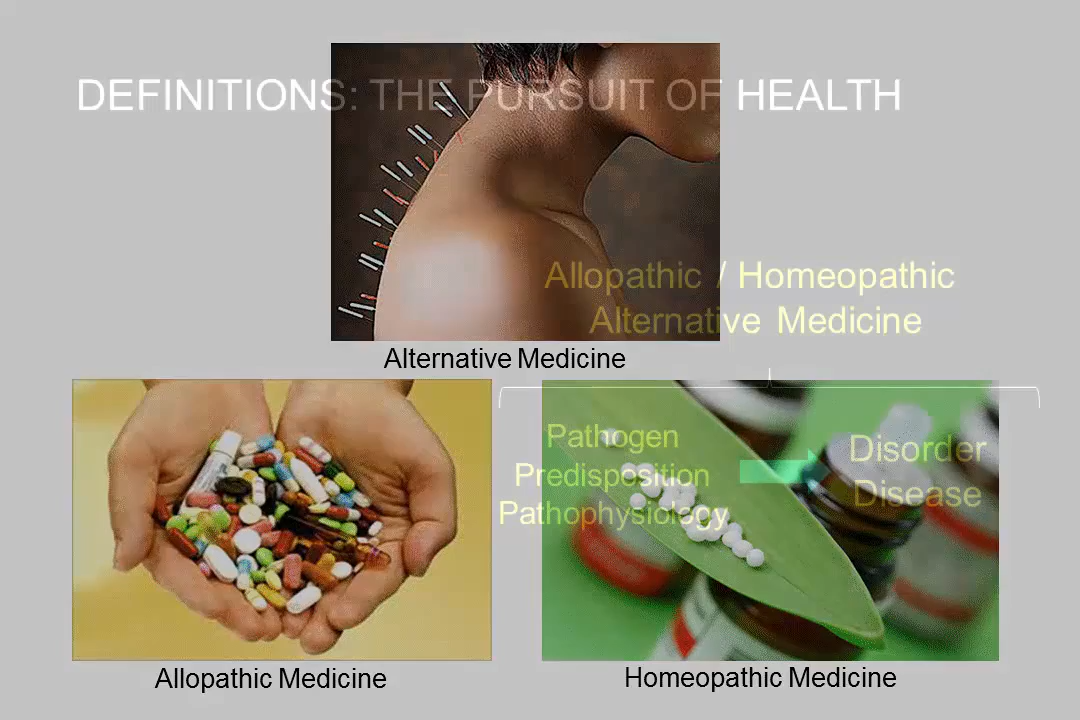 DEFINITIONS: THE PURSUIT OF HEALTH
Allopathic / Homeopathic
Alternative Medicine
Alternative Medicine
Pathogen
Predisposition
Pathophysiology
Disorder
Disease
Allopathic Medicine
Homeopathic Medicine